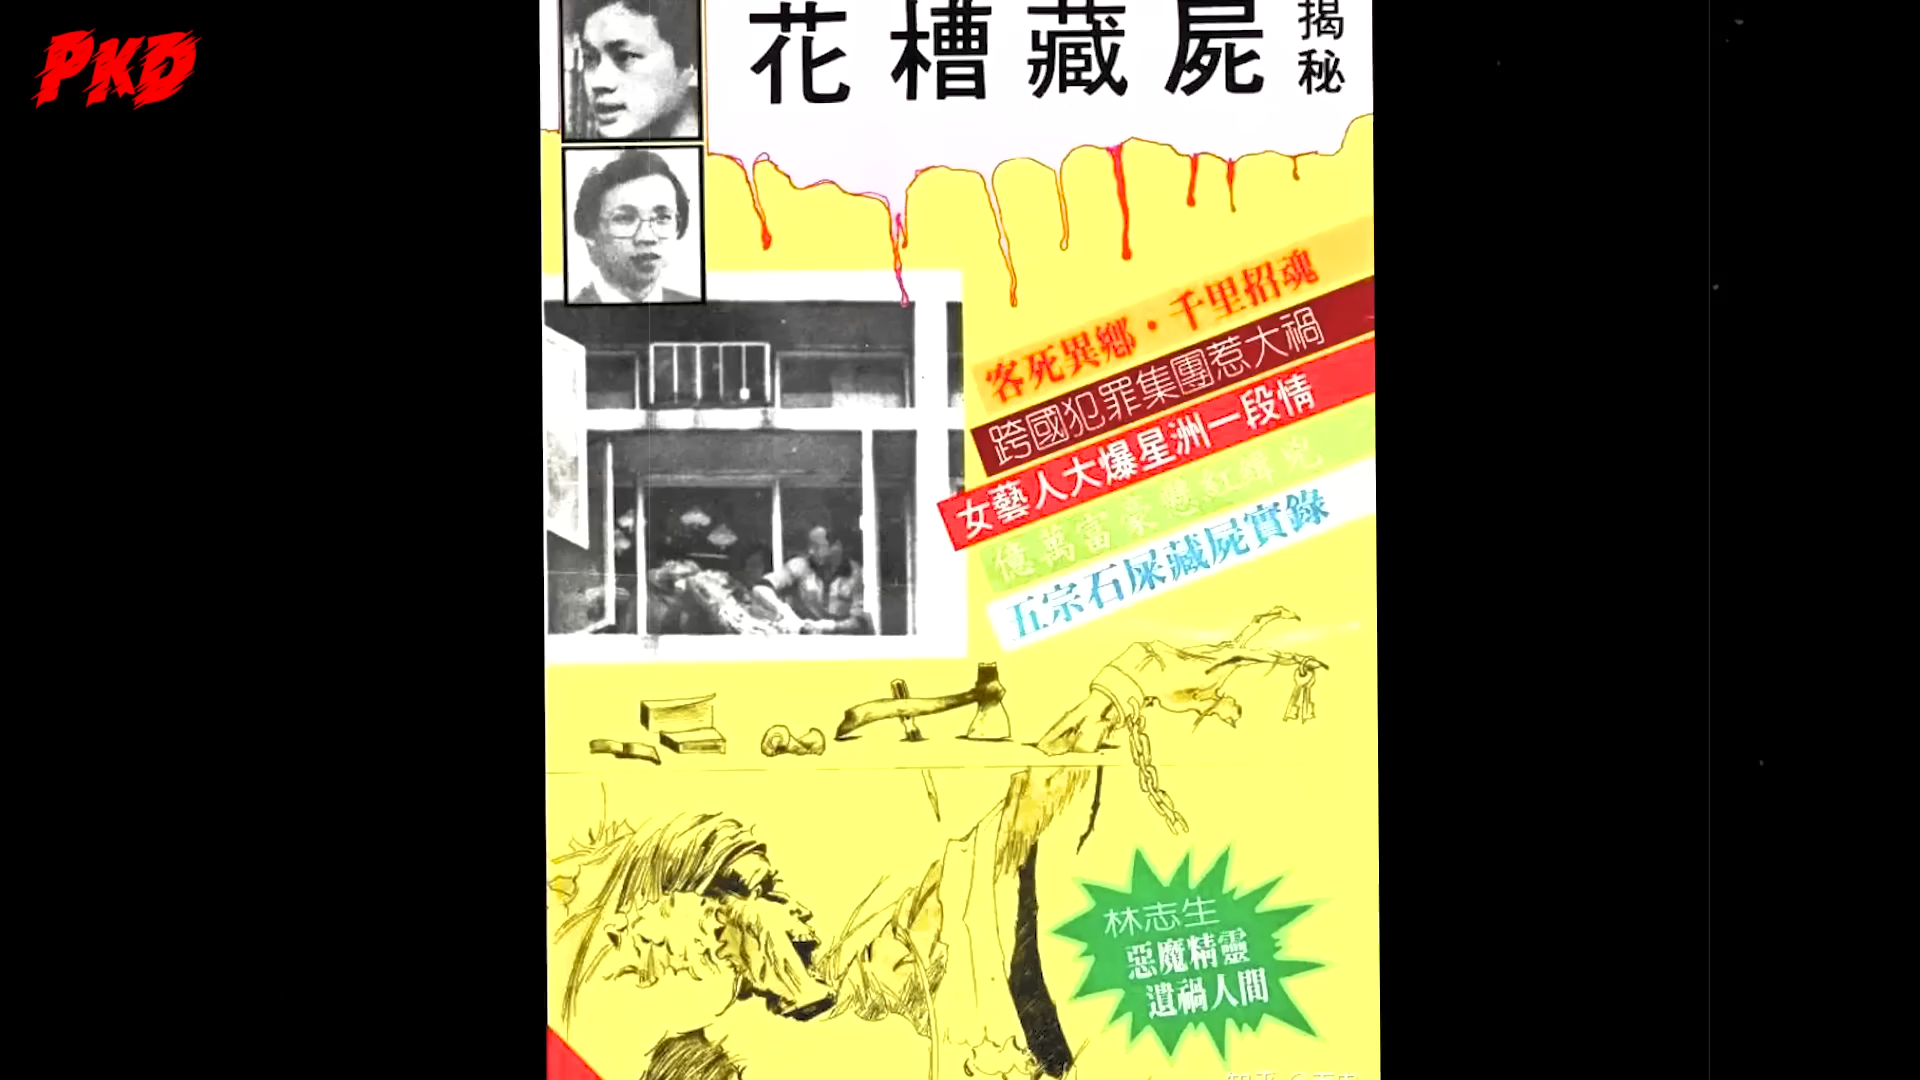 PKD
花槽藏屍
揭秘
客死異鄉·千里招魂
跨國犯罪集團惹大禍
女藝人大爆星洲一段情
億萬富豪懸紅緝兇
五宗石屎藏屍實錄
林志生
惡魔精靈
遺禍人間